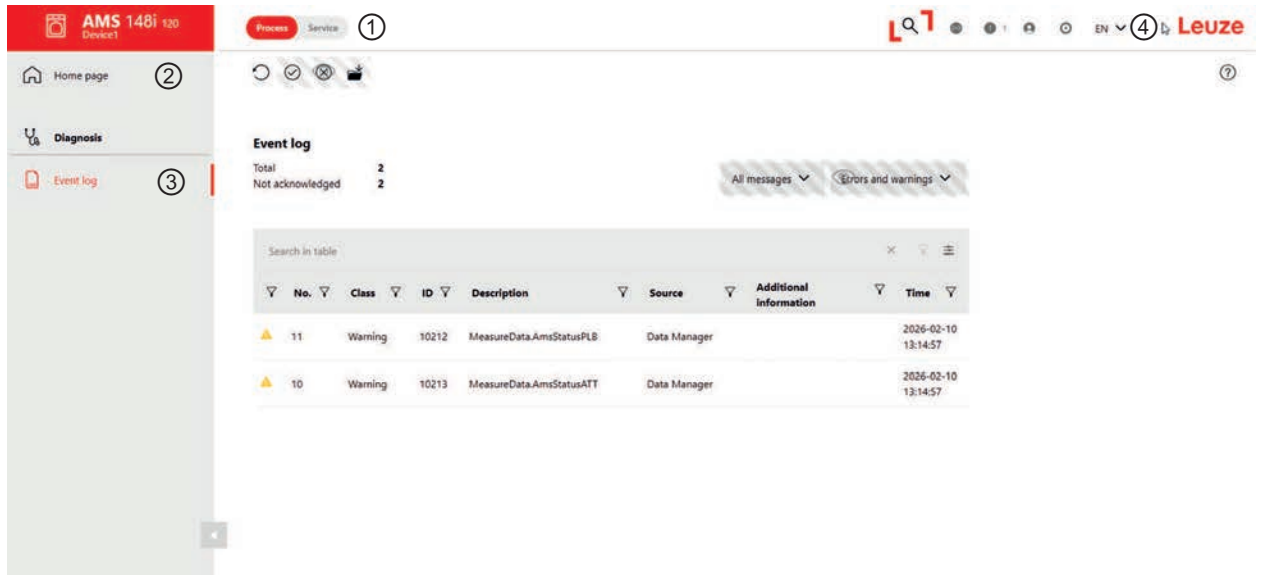 AMS 148i 120
Device1
Process Service ①
EN ④ Leuze
Home page ②
Diagnosis
Event log ③
Event log
Total 2
Not acknowledged 2
All messages Errors and warnings
Search in table
No. Class ID Description Source Additional information Time
11 Warning 10212 MeasureData.AmsStatusPLB Data Manager 2026-02-10
13:14:57
10 Warning 10213 MeasureData.AmsStatusATT Data Manager 2026-02-10
13:14:57